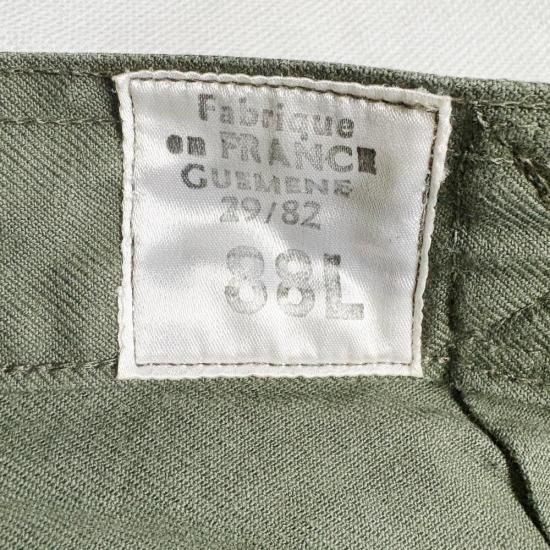 Fabrique
en FRANCE
GUEMENE
29/82
88L